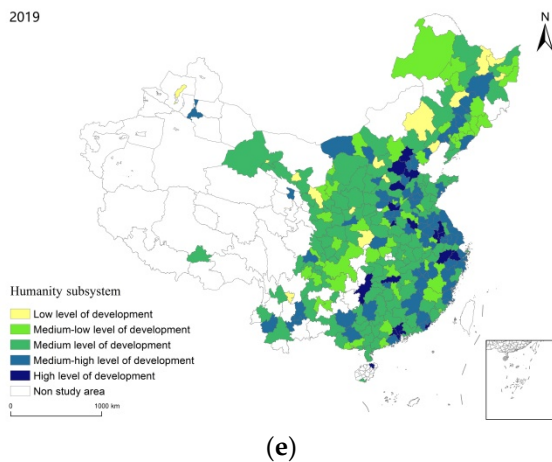 2019
N
Humanity subsystem
Low level of development
Medium-low level of development
Medium level of development
Medium-high level of development
High level of development
Non study area
0 1000 km
(e)